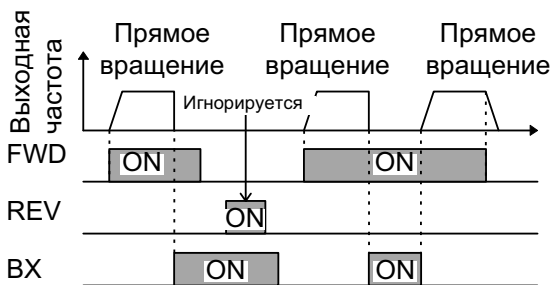 Прямое вращение
Прямое вращение
Прямое вращение
Выходная частота
Игнорируется
FWD
ON
ON
REV
ON
BX
ON
ON